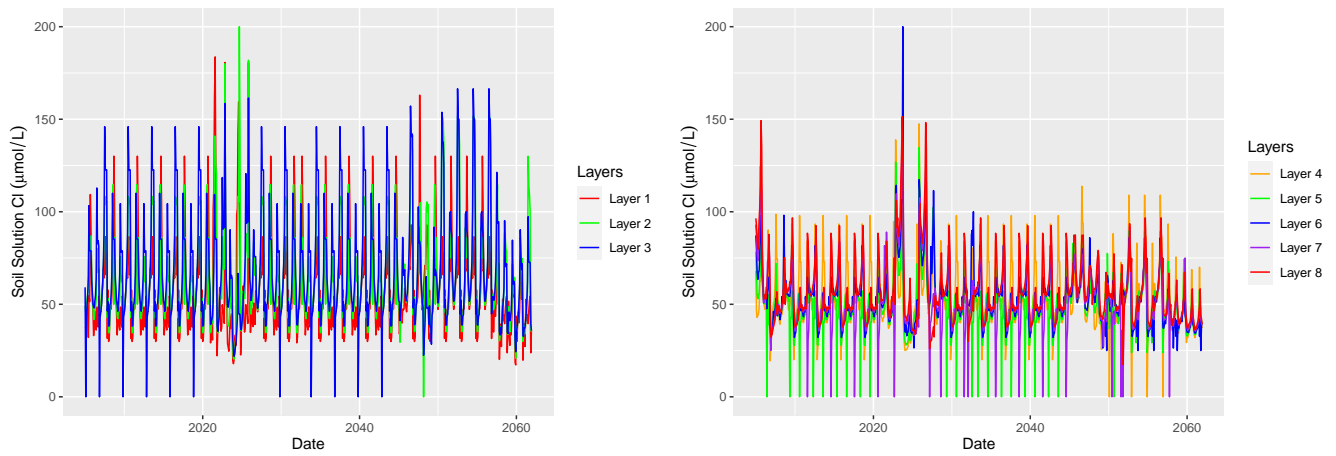 200
150
100
50
0
Soil Solution Cl (µmol/L)
2020
2040
2060
Date
Layers
Layer 1
Layer 2
Layer 3
200
150
100
50
0
Soil Solution Cl (µmol/L)
2020
2040
2060
Date
Layers
Layer 4
Layer 5
Layer 6
Layer 7
Layer 8